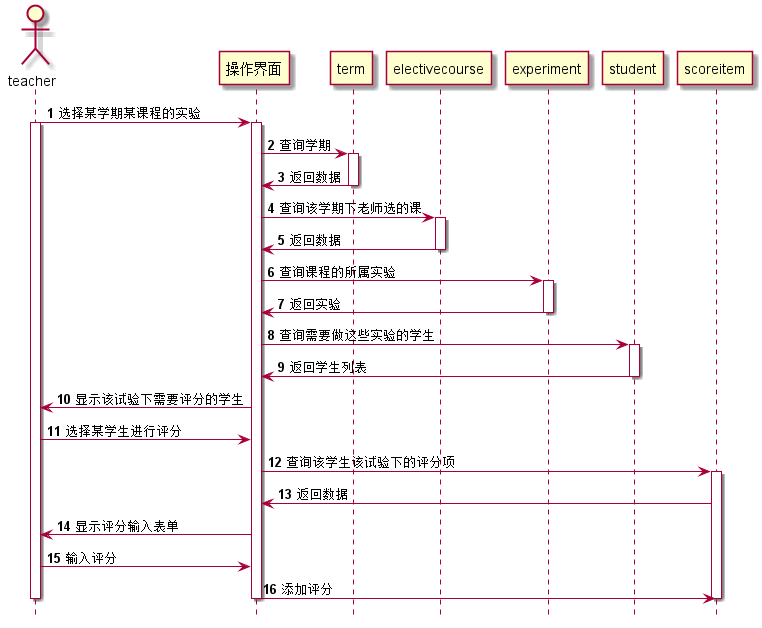 teacher
操作界面
term
electivecourse
experiment
student
scoreitem
1 选择某学期某课程的实验
2 查询学期
3 返回数据
4 查询该学期下老师选的课
5 返回数据
6 查询课程的所属实验
7 返回实验
8 查询需要做这些实验的学生
9 返回学生列表
10 显示该试验下需要评分的学生
11 选择某学生进行评分
12 查询该学生该试验下的评分项
13 返回数据
14 显示评分输入表单
15 输入评分
16 添加评分